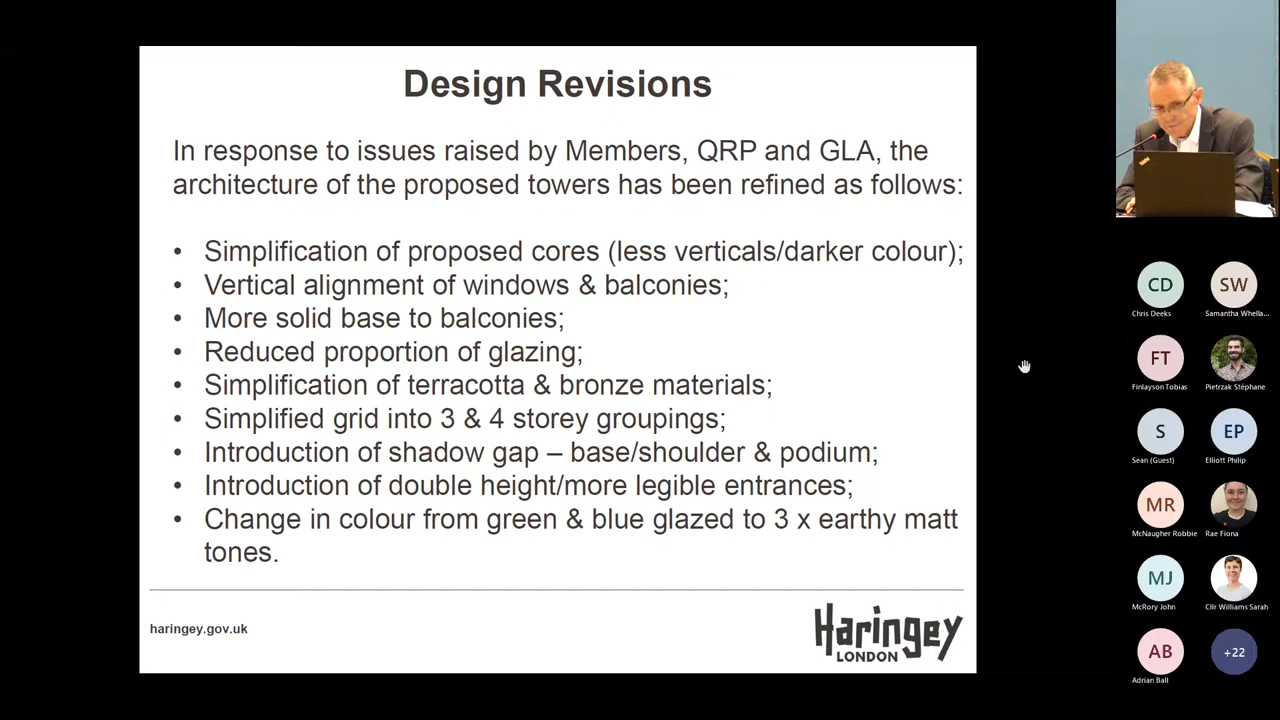 Design Revisions
In response to issues raised by Members, QRP and GLA, the
architecture of the proposed towers has been refined as follows:
• Simplification of proposed cores (less verticals/darker colour);
• Vertical alignment of windows & balconies;
• More solid base to balconies;
• Reduced proportion of glazing;
• Simplification of terracotta & bronze materials;
• Simplified grid into 3 & 4 storey groupings;
• Introduction of shadow gap – base/shoulder & podium;
• Introduction of double height/more legible entrances;
• Change in colour from green & blue glazed to 3 x earthy matt
tones.
haringey.gov.uk
Haringey
LONDON
CD
SW
Chris Deeks
Samantha Whella...
FT
Finlayson Tobias
Pietrzak Stéphane
S
EP
Sean (Guest)
Elliott Philip
MR
McNaugher Robbie
Rae Fiona
MJ
McRory John
Cllr Williams Sarah
AB
+22
Adrian Ball